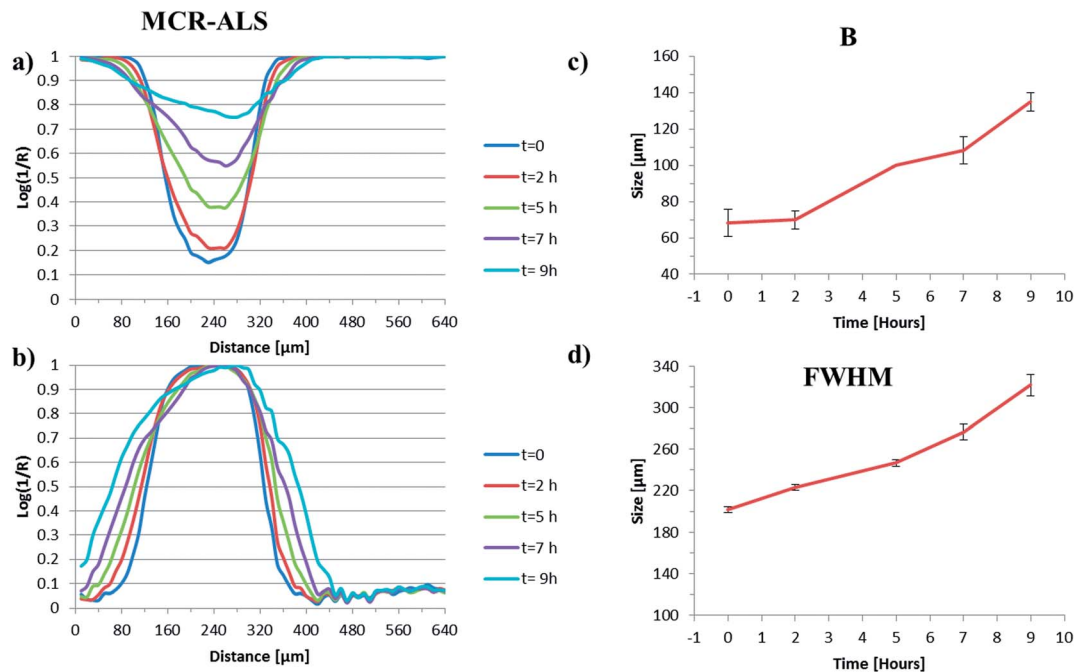 MCR-ALS
a)
Log(1/R)
1
0.9
0.8
0.7
0.6
0.5
0.4
0.3
0.2
0.1
0
0 80 160 240 320 400 480 560 640
Distance [µm]
t=0
t=2 h
t=5 h
t=7 h
t= 9h
b)
Log(1/R)
1
0.9
0.8
0.7
0.6
0.5
0.4
0.3
0.2
0.1
0
0 80 160 240 320 400 480 560 640
Distance [µm]
t=0
t=2 h
t=5 h
t=7 h
t= 9h
c)
B
Size [µm]
160
140
120
100
80
60
40
-1 0 1 2 3 4 5 6 7 8 9 10
Time [Hours]
d)
FWHM
Size [µm]
340
300
260
220
180
140
100
-1 0 1 2 3 4 5 6 7 8 9 10
Time [Hours]